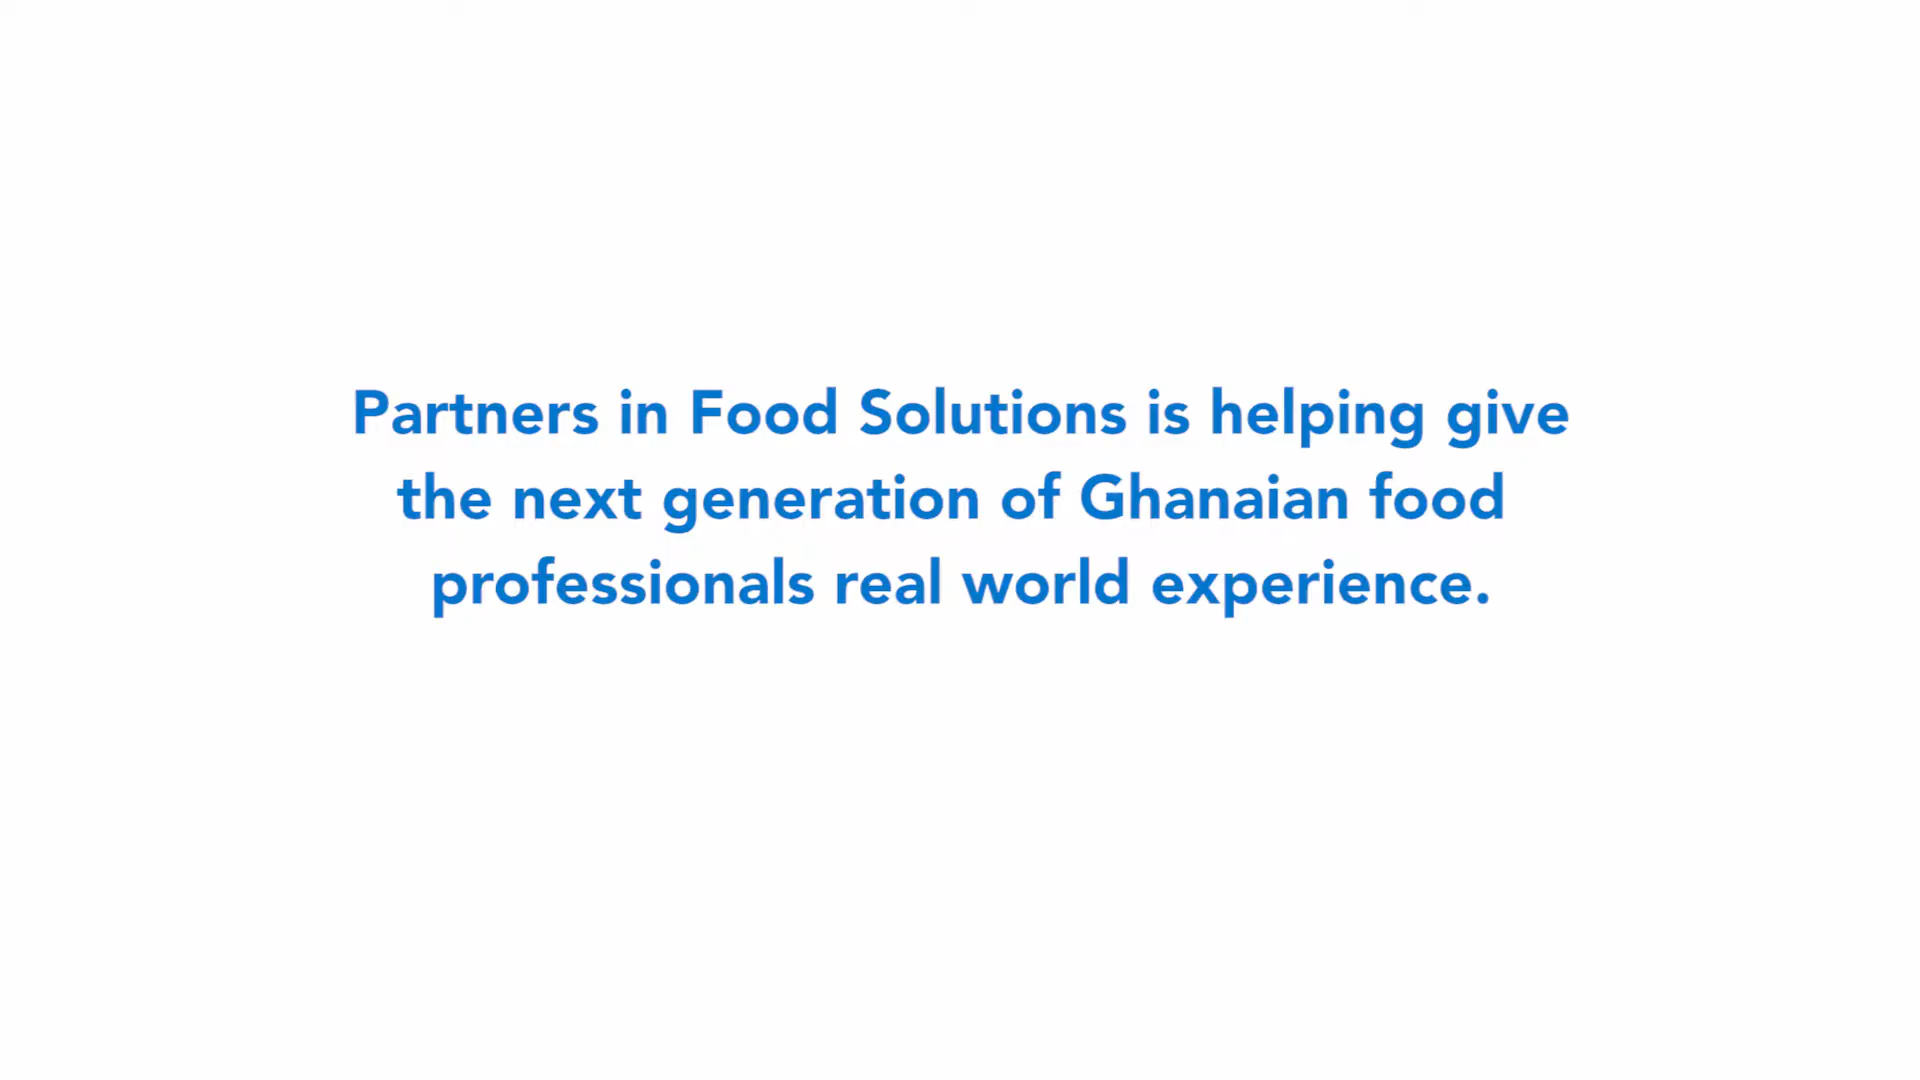 Partners in Food Solutions is helping give
the next generation of Ghanaian food
professionals real world experience.